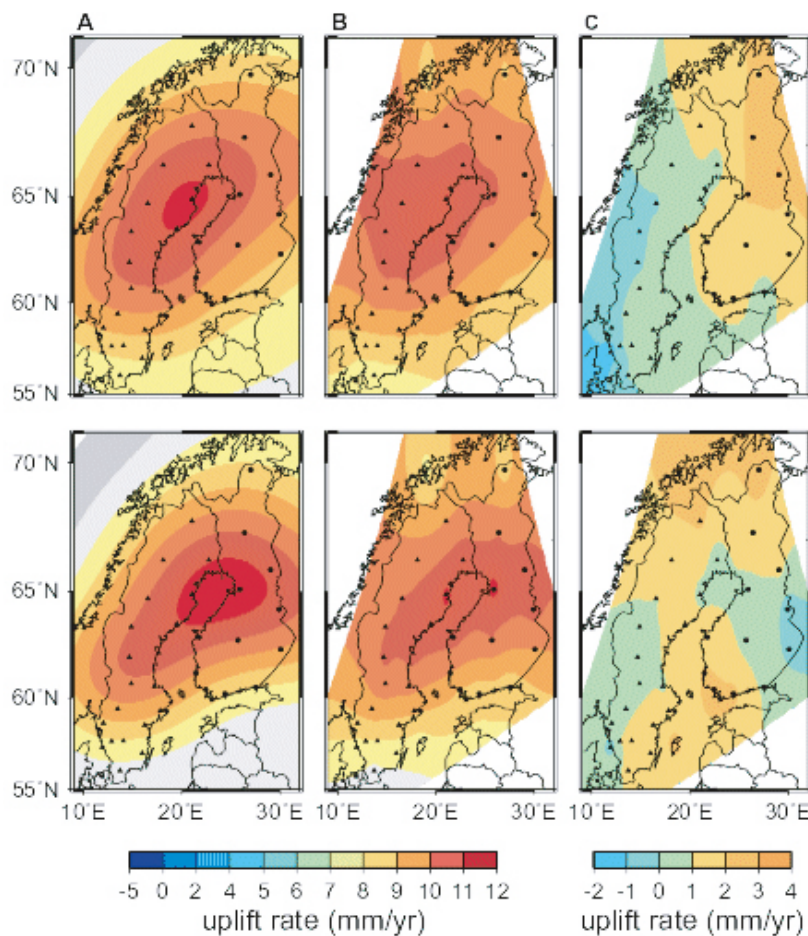 A B C
70°N
65°N
60°N
55°N
70°N
65°N
60°N
55°N
10°E 20°E 30°E 10°E 20°E 30°E 10°E 20°E 30°E
-5 0 2 4 5 6 7 8 9 10 11 12
uplift rate (mm/yr)
-2 -1 0 1 2 3 4
uplift rate (mm/yr)